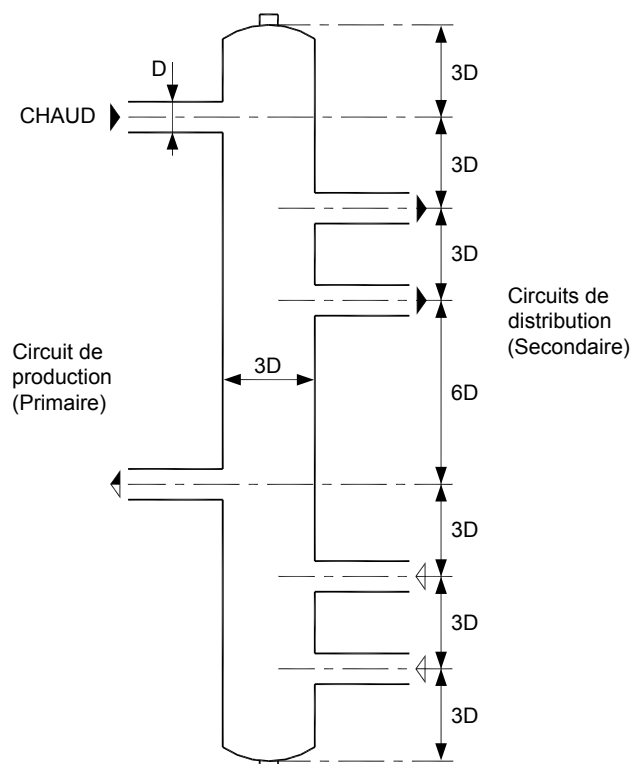 3D
D
CHAUD
3D
3D
Circuits de
distribution
(Secondaire)
Circuit de
production
(Primaire)
3D
6D
3D
3D
3D